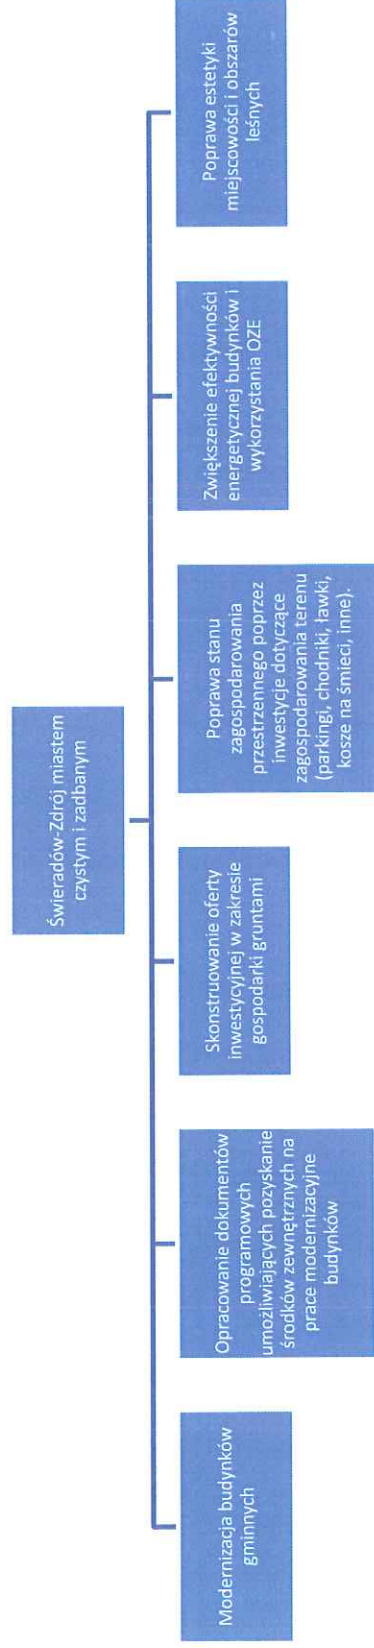 Świeradów-Zdrój miastem
czystym i zadbanym
Modernizacja budynków
gminnych
Opracowanie dokumentów
programowych
umożliwiających pozyskanie
środków zewnętrznych na
prace modernizacyjne
budynków
Skonstruowanie oferty
inwestycyjnej w zakresie
gospodarki gruntami
Poprawa stanu
zagospodarowania
przestrzennego poprzez
inwestycje dotyczące
zagospodarowania terenu
(parkingi, chodniki, ławki,
kosze na śmieci, inne).
Zwiększenie efektywności
energetycznej budynków i
wykorzystania OZE
Poprawa estetyki
miejscowości i obszarów
leśnych